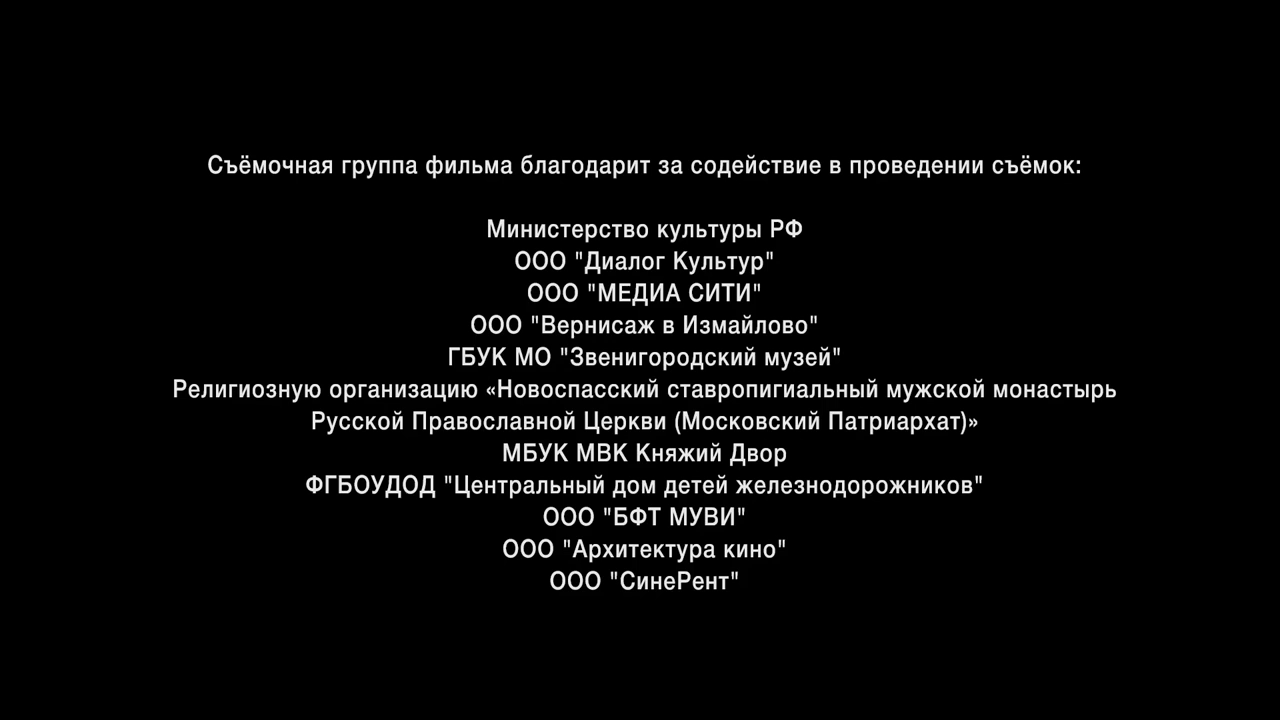 Съёмочная группа фильма благодарит за содействие в проведении съёмок:
Министерство культуры РФ
ООО "Диалог Культур"
ООО "МЕДИА СИТИ"
ООО "Вернисаж в Измайлово"
ГБУК МО "Звенигородский музей"
Религиозную организацию «Новоспасский ставропигиальный мужской монастырь
Русской Православной Церкви (Московский Патриархат)»
МБУК МВК Княжий Двор
ФГБОУДОД "Центральный дом детей железнодорожников"
ООО "БФТ МУВИ"
ООО "Архитектура кино"
ООО "СинеРент"